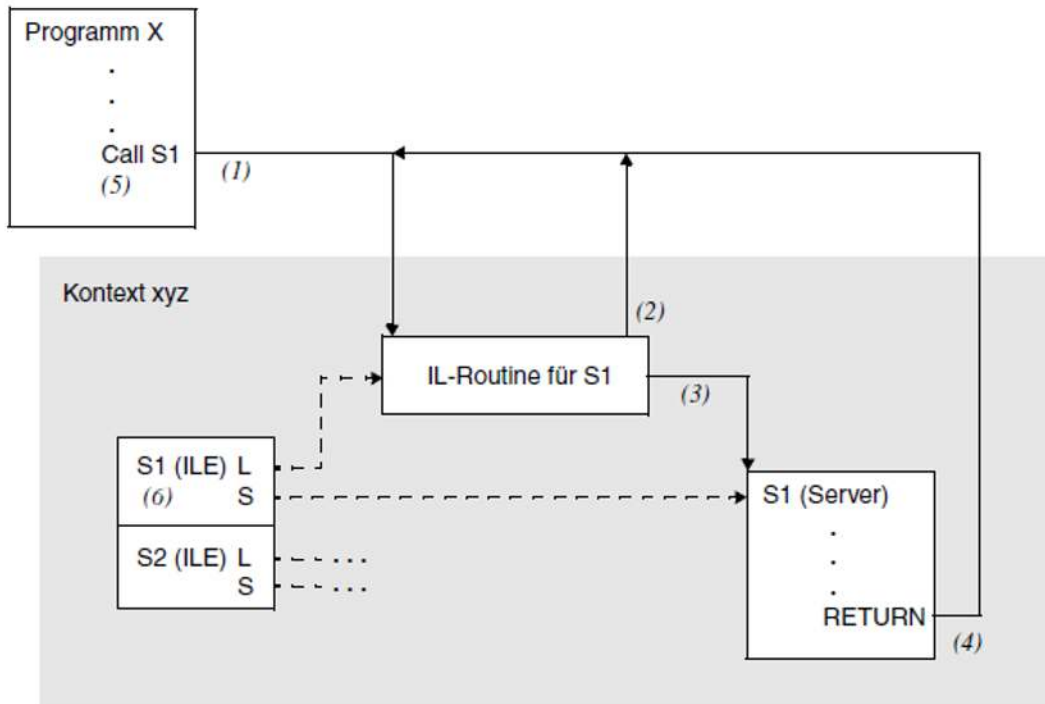 Programm X
.
.
.
Call S1
(5)
(1)
Kontext xyz
(2)
IL-Routine für S1
(3)
S1 (ILE) L
(6) S
S2 (ILE) L
S
. . .
. . .
S1 (Server)
.
.
.
RETURN
(4)